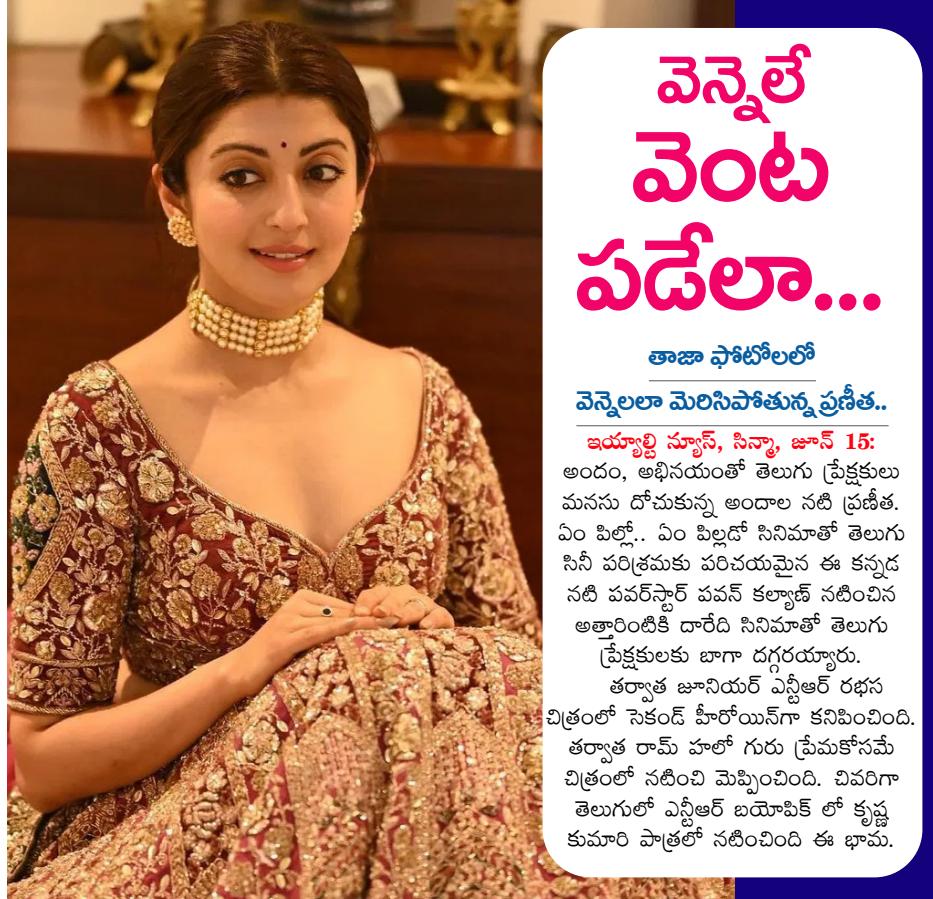 వెన్నెలే
వెంట
పడేలా...
తాజా ఫోటోలలో
వెన్నెలలా మెరిసిపోతున్న ప్రణీత..
ఇయ్యాల్టి న్యూస్, సిన్మా, జూన్ 15:
అందం, అభినయంతో తెలుగు ప్రేక్షకులు
మనసు దోచుకున్న అందాల నటి ప్రణీత.
ఏం పిల్లో.. ఏం పిల్లడో సినిమాతో తెలుగు
సినీ పరిశ్రమకు పరిచయమైన ఈ కన్నడ
నటి పవర్‌స్టార్ పవన్ కల్యాణ్ నటించిన
అత్తారింటికి దారేది సినిమాతో తెలుగు
ప్రేక్షకులకు బాగా దగ్గరయ్యారు.
తర్వాత జూనియర్ ఎన్టీఆర్ రభస
చిత్రంలో సెకండ్ హీరోయిన్‌గా కనిపించింది.
తర్వాత రామ్ హలో గురు ప్రేమకోసమే
చిత్రంలో నటించి మెప్పించింది. చివరిగా
తెలుగులో ఎన్టీఆర్ బయోపిక్ లో కృష్ణ
కుమారి పాత్రలో నటించింది ఈ భామ.